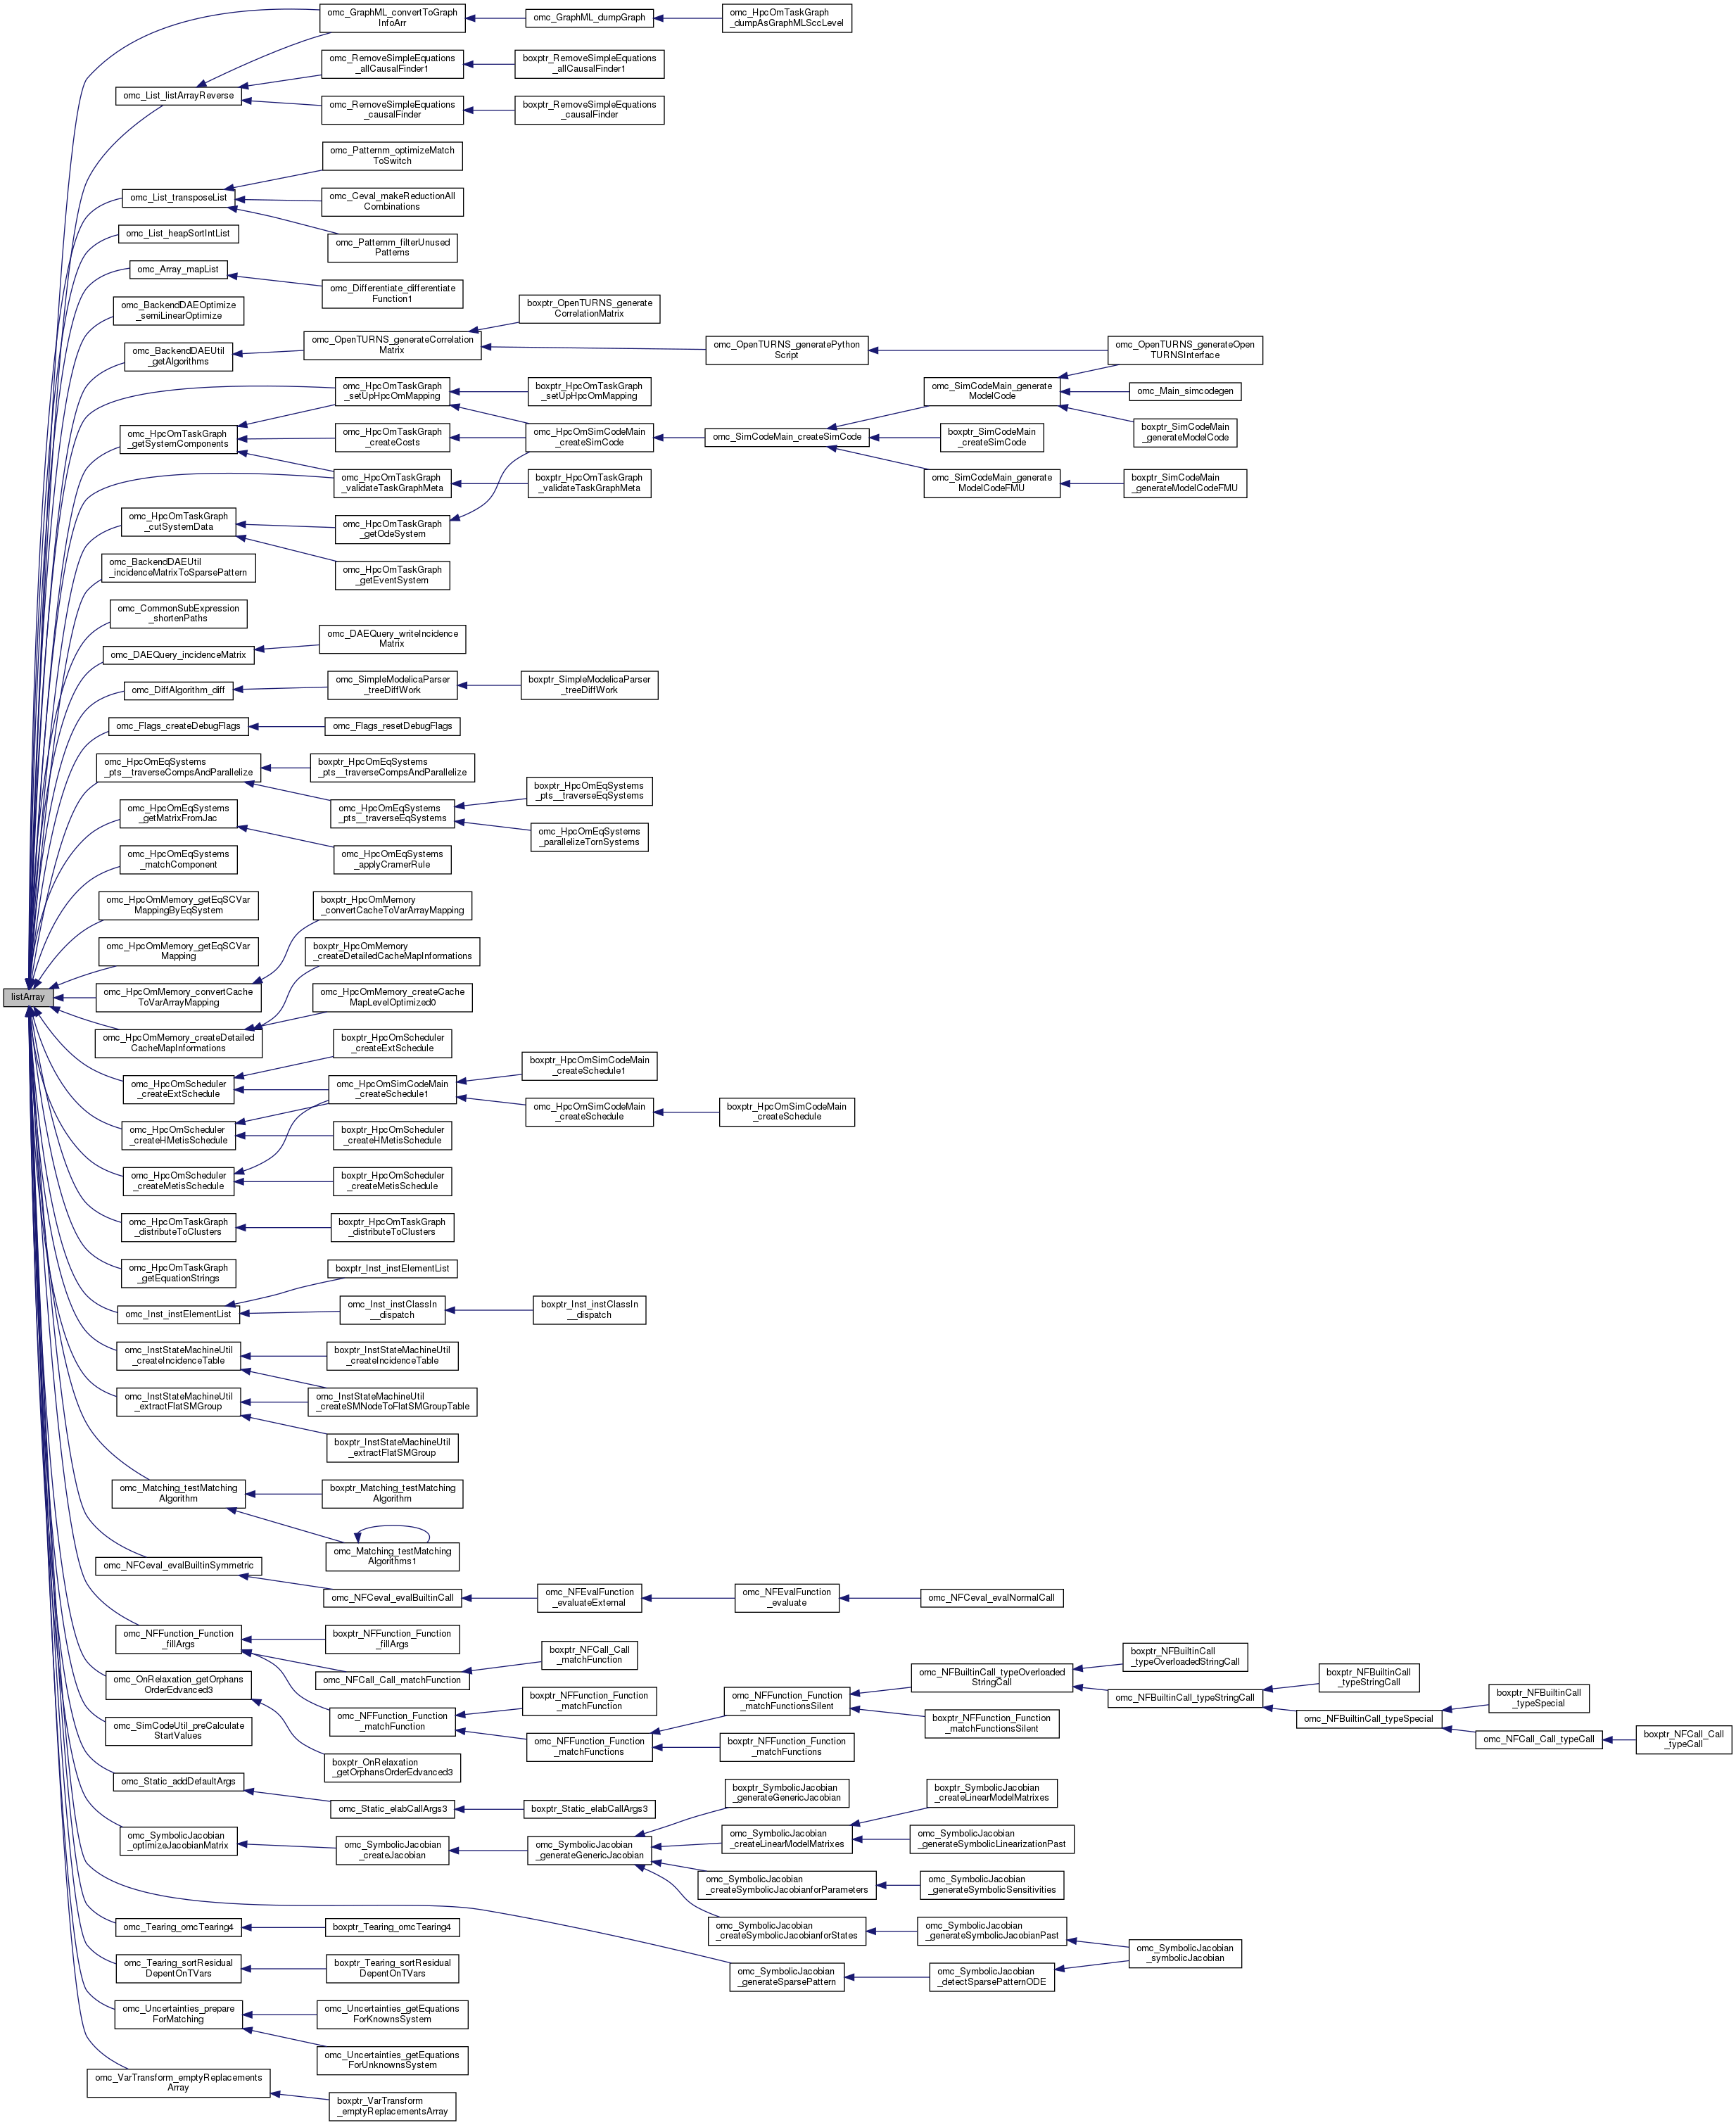 omc_GraphML_convertToGraph
InfoArr
omc_GraphML_dumpGraph
omc_HpcOmTaskGraph
_dumpAsGraphMLSccLevel
omc_RemoveSimpleEquations
_allCausalFinder1
boxptr_RemoveSimpleEquations
_allCausalFinder1
omc_List_listArrayReverse
omc_RemoveSimpleEquations
_causalFinder
boxptr_RemoveSimpleEquations
_causalFinder
omc_Patternm_optimizeMatch
ToSwitch
omc_List_transposeList
omc_Ceval_makeReductionAll
Combinations
omc_List_heapSortIntList
omc_Patternm_filterUnused
Patterns
omc_Array_mapList
omc_Differentiate_differentiate
Function1
omc_BackendDAEOptimize
_semiLinearOptimize
boxptr_OpenTURNS_generate
CorrelationMatrix
omc_BackendDAEUtil
_getAlgorithms
omc_OpenTURNS_generateCorrelation
Matrix
omc_OpenTURNS_generatePython
Script
omc_OpenTURNS_generateOpen
TURNSInterface
omc_HpcOmTaskGraph
_setUpHpcOmMapping
boxptr_HpcOmTaskGraph
_setUpHpcOmMapping
omc_SimCodeMain_generate
ModelCode
omc_Main_simcodegen
omc_HpcOmTaskGraph
_getSystemComponents
omc_HpcOmTaskGraph
_createCosts
omc_HpcOmSimCodeMain
_createSimCode
omc_SimCodeMain_createSimCode
boxptr_SimCodeMain
_createSimCode
boxptr_SimCodeMain
_generateModelCode
omc_HpcOmTaskGraph
_validateTaskGraphMeta
boxptr_HpcOmTaskGraph
_validateTaskGraphMeta
omc_SimCodeMain_generate
ModelCodeFMU
boxptr_SimCodeMain
_generateModelCodeFMU
omc_HpcOmTaskGraph
_cutSystemData
omc_HpcOmTaskGraph
_getOdeSystem
omc_BackendDAEUtil
_incidenceMatrixToSparsePattern
omc_HpcOmTaskGraph
_getEventSystem
omc_CommonSubExpression
_shortenPaths
omc_DAEQuery_incidenceMatrix
omc_DAEQuery_writeIncidence
Matrix
omc_DiffAlgorithm_diff
omc_SimpleModelicaParser
_treeDiffWork
boxptr_SimpleModelicaParser
_treeDiffWork
omc_Flags_createDebugFlags
omc_Flags_resetDebugFlags
omc_HpcOmEqSystems
_pts__traverseCompsAndParallelize
boxptr_HpcOmEqSystems
_pts__traverseCompsAndParallelize
omc_HpcOmEqSystems
_getMatrixFromJac
omc_HpcOmEqSystems
_pts__traverseEqSystems
boxptr_HpcOmEqSystems
_pts__traverseEqSystems
omc_HpcOmEqSystems
_parallelizeTornSystems
omc_HpcOmEqSystems
_matchComponent
omc_HpcOmEqSystems
_applyCramerRule
omc_HpcOmMemory_getEqSCVar
MappingByEqSystem
boxptr_HpcOmMemory
_convertCacheToVarArrayMapping
omc_HpcOmMemory_getEqSCVar
Mapping
boxptr_HpcOmMemory
_createDetailedCacheMapInformations
listArray
omc_HpcOmMemory_convertCache
ToVarArrayMapping
omc_HpcOmMemory_createCache
MapLevelOptimized0
omc_HpcOmMemory_createDetailed
CacheMapInformations
boxptr_HpcOmScheduler
_createExtSchedule
omc_HpcOmScheduler
_createExtSchedule
omc_HpcOmSimCodeMain
_createSchedule1
boxptr_HpcOmSimCodeMain
_createSchedule1
omc_HpcOmSimCodeMain
_createSchedule
boxptr_HpcOmSimCodeMain
_createSchedule
omc_HpcOmScheduler
_createHMetisSchedule
boxptr_HpcOmScheduler
_createHMetisSchedule
omc_HpcOmScheduler
_createMetisSchedule
boxptr_HpcOmScheduler
_createMetisSchedule
omc_HpcOmTaskGraph
_distributeToClusters
boxptr_HpcOmTaskGraph
_distributeToClusters
omc_HpcOmTaskGraph
_getEquationStrings
boxptr_Inst_instElementList
omc_Inst_instElementList
omc_Inst_instClassIn
__dispatch
boxptr_Inst_instClassIn
__dispatch
omc_InstStateMachineUtil
_createIncidenceTable
boxptr_InstStateMachineUtil
_createIncidenceTable
omc_InstStateMachineUtil
_extractFlatSMGroup
omc_InstStateMachineUtil
_createSMNodeToFlatSMGroupTable
boxptr_InstStateMachineUtil
_extractFlatSMGroup
omc_Matching_testMatching
Algorithm
boxptr_Matching_testMatching
Algorithm
omc_Matching_testMatching
Algorithms1
omc_NFCeval_evalBuiltinSymmetric
omc_NFCeval_evalBuiltinCall
omc_NFEvalFunction
_evaluateExternal
omc_NFEvalFunction
_evaluate
omc_NFCeval_evalNormalCall
omc_NFFunction_Function
_fillArgs
boxptr_NFFunction_Function
_fillArgs
boxptr_NFCall_Call
_matchFunction
boxptr_NFBuiltinCall
_typeOverloadedStringCall
omc_OnRelaxation_getOrphans
OrderEdvanced3
omc_NFCall_Call_matchFunction
omc_NFBuiltinCall_typeOverloaded
StringCall
boxptr_NFBuiltinCall
_typeStringCall
omc_NFFunction_Function
_matchFunction
boxptr_NFFunction_Function
_matchFunction
omc_NFFunction_Function
_matchFunctionsSilent
omc_NFBuiltinCall_typeStringCall
boxptr_NFBuiltinCall
_typeSpecial
omc_SimCodeUtil_preCalculate
StartValues
omc_NFFunction_Function
_matchFunctions
boxptr_NFFunction_Function
_matchFunctions
boxptr_NFFunction_Function
_matchFunctionsSilent
omc_NFBuiltinCall_typeSpecial
omc_NFCall_Call_typeCall
boxptr_NFCall_Call
_typeCall
boxptr_OnRelaxation
_getOrphansOrderEdvanced3
omc_Static_addDefaultArgs
omc_Static_elabCallArgs3
boxptr_Static_elabCallArgs3
boxptr_SymbolicJacobian
_generateGenericJacobian
boxptr_SymbolicJacobian
_createLinearModelMatrixes
omc_SymbolicJacobian
_optimizeJacobianMatrix
omc_SymbolicJacobian
_createJacobian
omc_SymbolicJacobian
_generateGenericJacobian
omc_SymbolicJacobian
_createLinearModelMatrixes
omc_SymbolicJacobian
_generateSymbolicLinearizationPast
omc_SymbolicJacobian
_createSymbolicJacobianforParameters
omc_SymbolicJacobian
_generateSymbolicSensitivities
omc_Tearing_omcTearing4
boxptr_Tearing_omcTearing4
omc_SymbolicJacobian
_createSymbolicJacobianforStates
omc_SymbolicJacobian
_generateSymbolicJacobianPast
omc_SymbolicJacobian
_symbolicJacobian
omc_Tearing_sortResidual
DepentOnTVars
boxptr_Tearing_sortResidual
DepentOnTVars
omc_SymbolicJacobian
_generateSparsePattern
omc_SymbolicJacobian
_detectSparsePatternODE
omc_Uncertainties_prepare
ForMatching
omc_Uncertainties_getEquations
ForKnownsSystem
omc_Uncertainties_getEquations
ForUnknownsSystem
omc_VarTransform_emptyReplacements
Array
boxptr_VarTransform
_emptyReplacementsArray